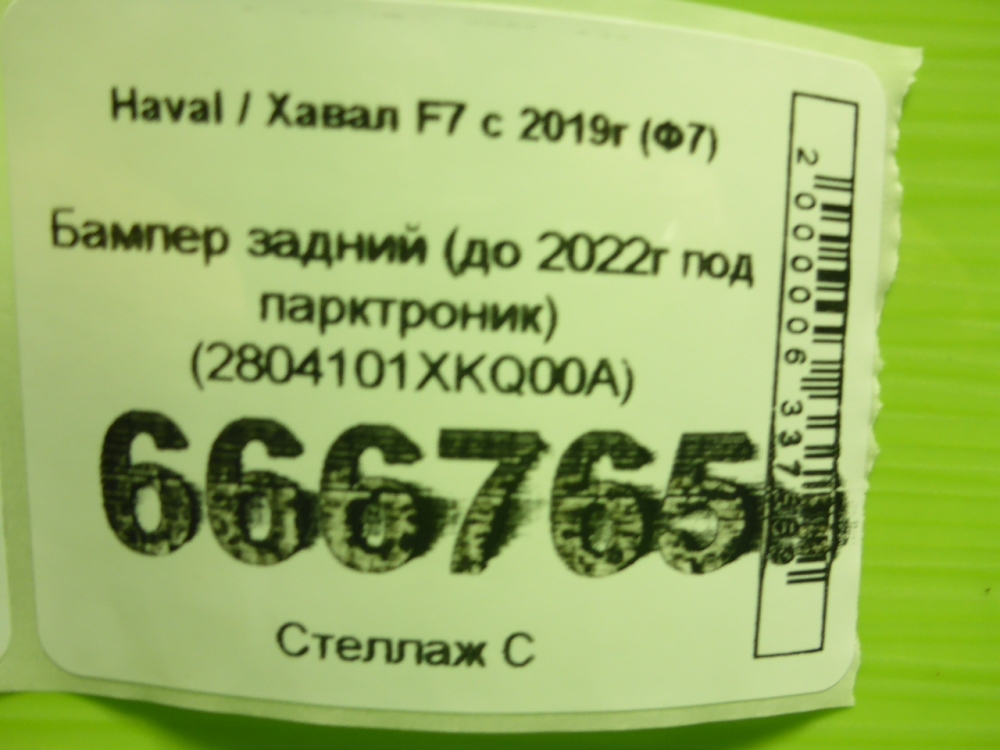 Haval / Хавал F7 с 2019г (Ф7)
Бампер задний (до 2022г под
парктроник)
(2804101XKQ00A)
666765
Стеллаж С